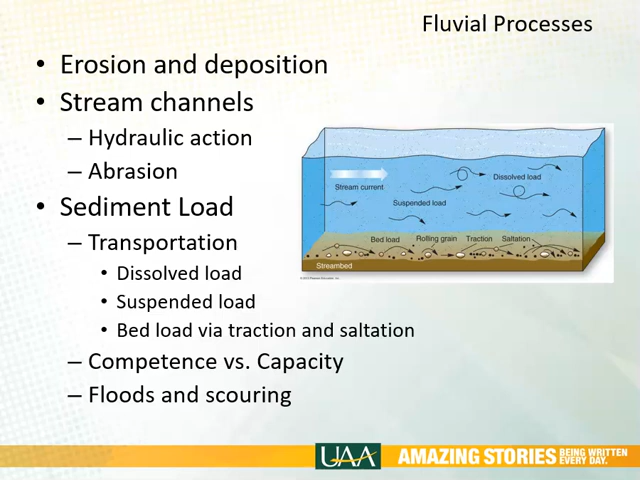 Fluvial Processes
• Erosion and deposition
• Stream channels
– Hydraulic action
– Abrasion
• Sediment Load
– Transportation
• Dissolved load
• Suspended load
• Bed load via traction and saltation
– Competence vs. Capacity
– Floods and scouring
Stream current
Dissolved load
Suspended load
Bed load Rolling grain Traction Saltation
Streambed
UAA AMAZING STORIES BEING WRITTEN
EVERY DAY.